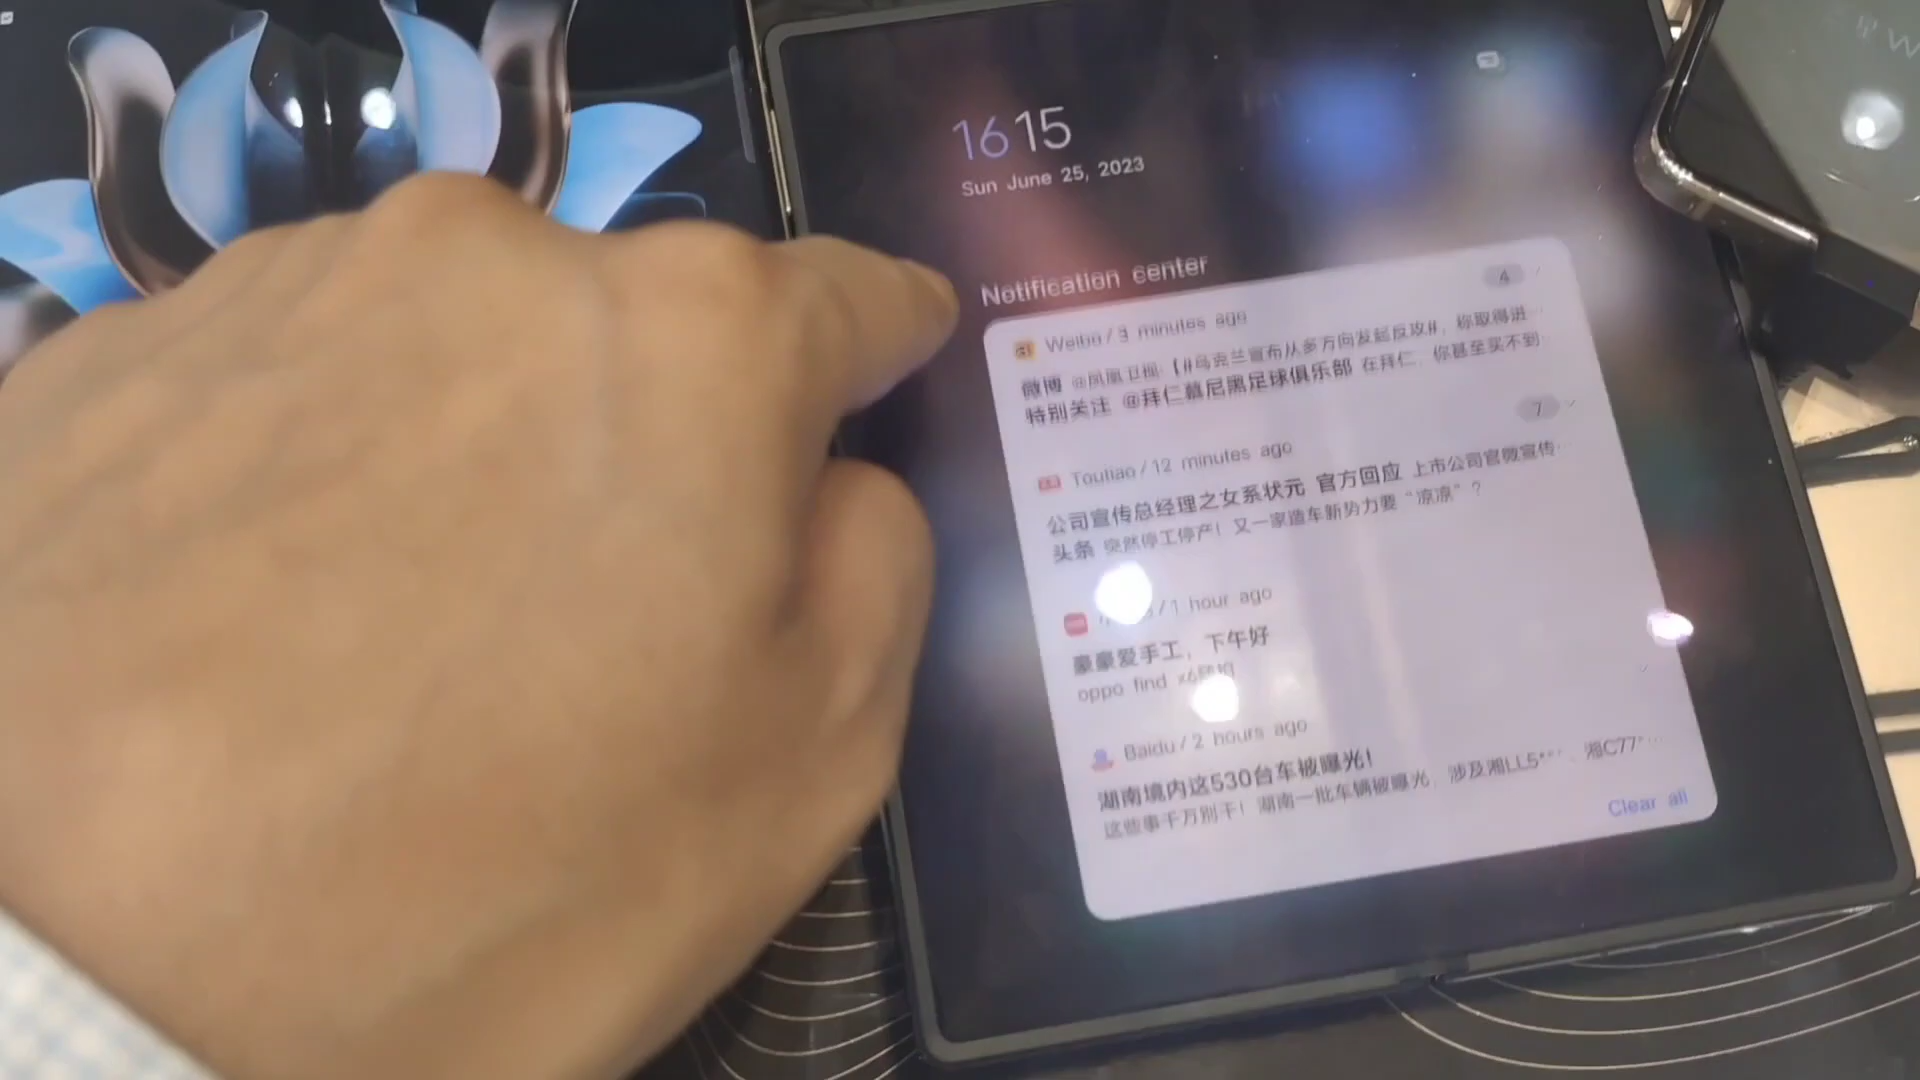 16 15
Sun June 25, 2023
Notification center
4
Weibo / 3 minutes ago
微博 @凤凰卫视:【#乌克兰宣布从多方向发起反攻#，称取得进…
特别关注 @拜仁慕尼黑足球俱乐部 在拜仁，你甚至买不到
7
Toutiao / 12 minutes ago
公司宣传总经理之女系状元 官方回应 上市公司官微宣传…
头条 突然停工停产！又一家造车新势力要“凉凉”？
/ 1 hour ago
豪豪爱手工，下午好
oppo find x6
Baidu / 2 hours ago
湖南境内这530台车被曝光！
这些事千万别干！湖南一批车辆被曝光，涉及湘LL5***、湘C77*…
Clear all